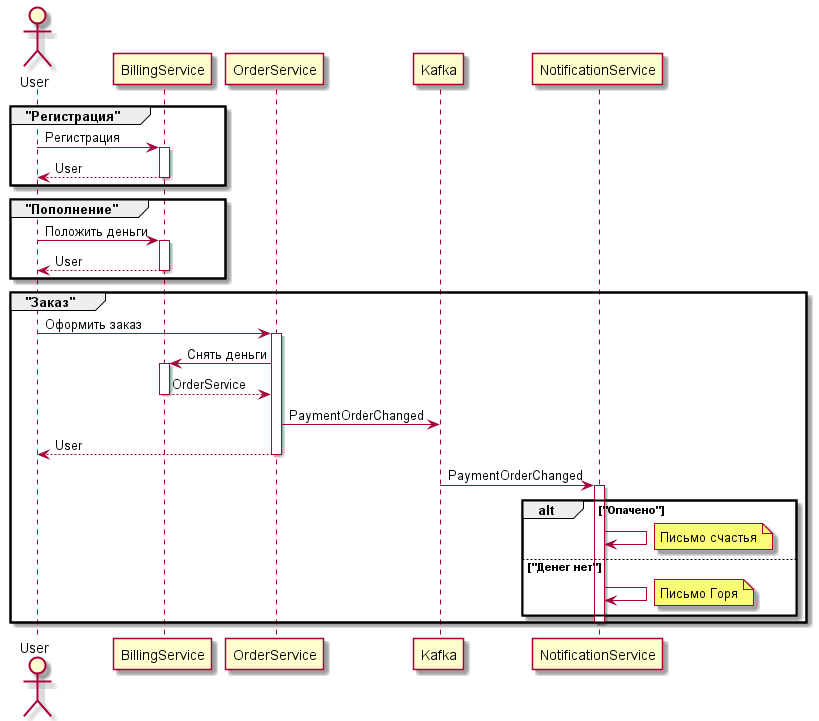 User
BillingService
OrderService
Kafka
NotificationService
"Регистрация"
Регистрация
User
"Пополнение"
Положить деньги
User
"Заказ"
Оформить заказ
Снять деньги
OrderService
PaymentOrderChanged
User
PaymentOrderChanged
alt
["Опачено"]
Письмо счастья
["Денег нет"]
Письмо Горя
User
BillingService
OrderService
Kafka
NotificationService